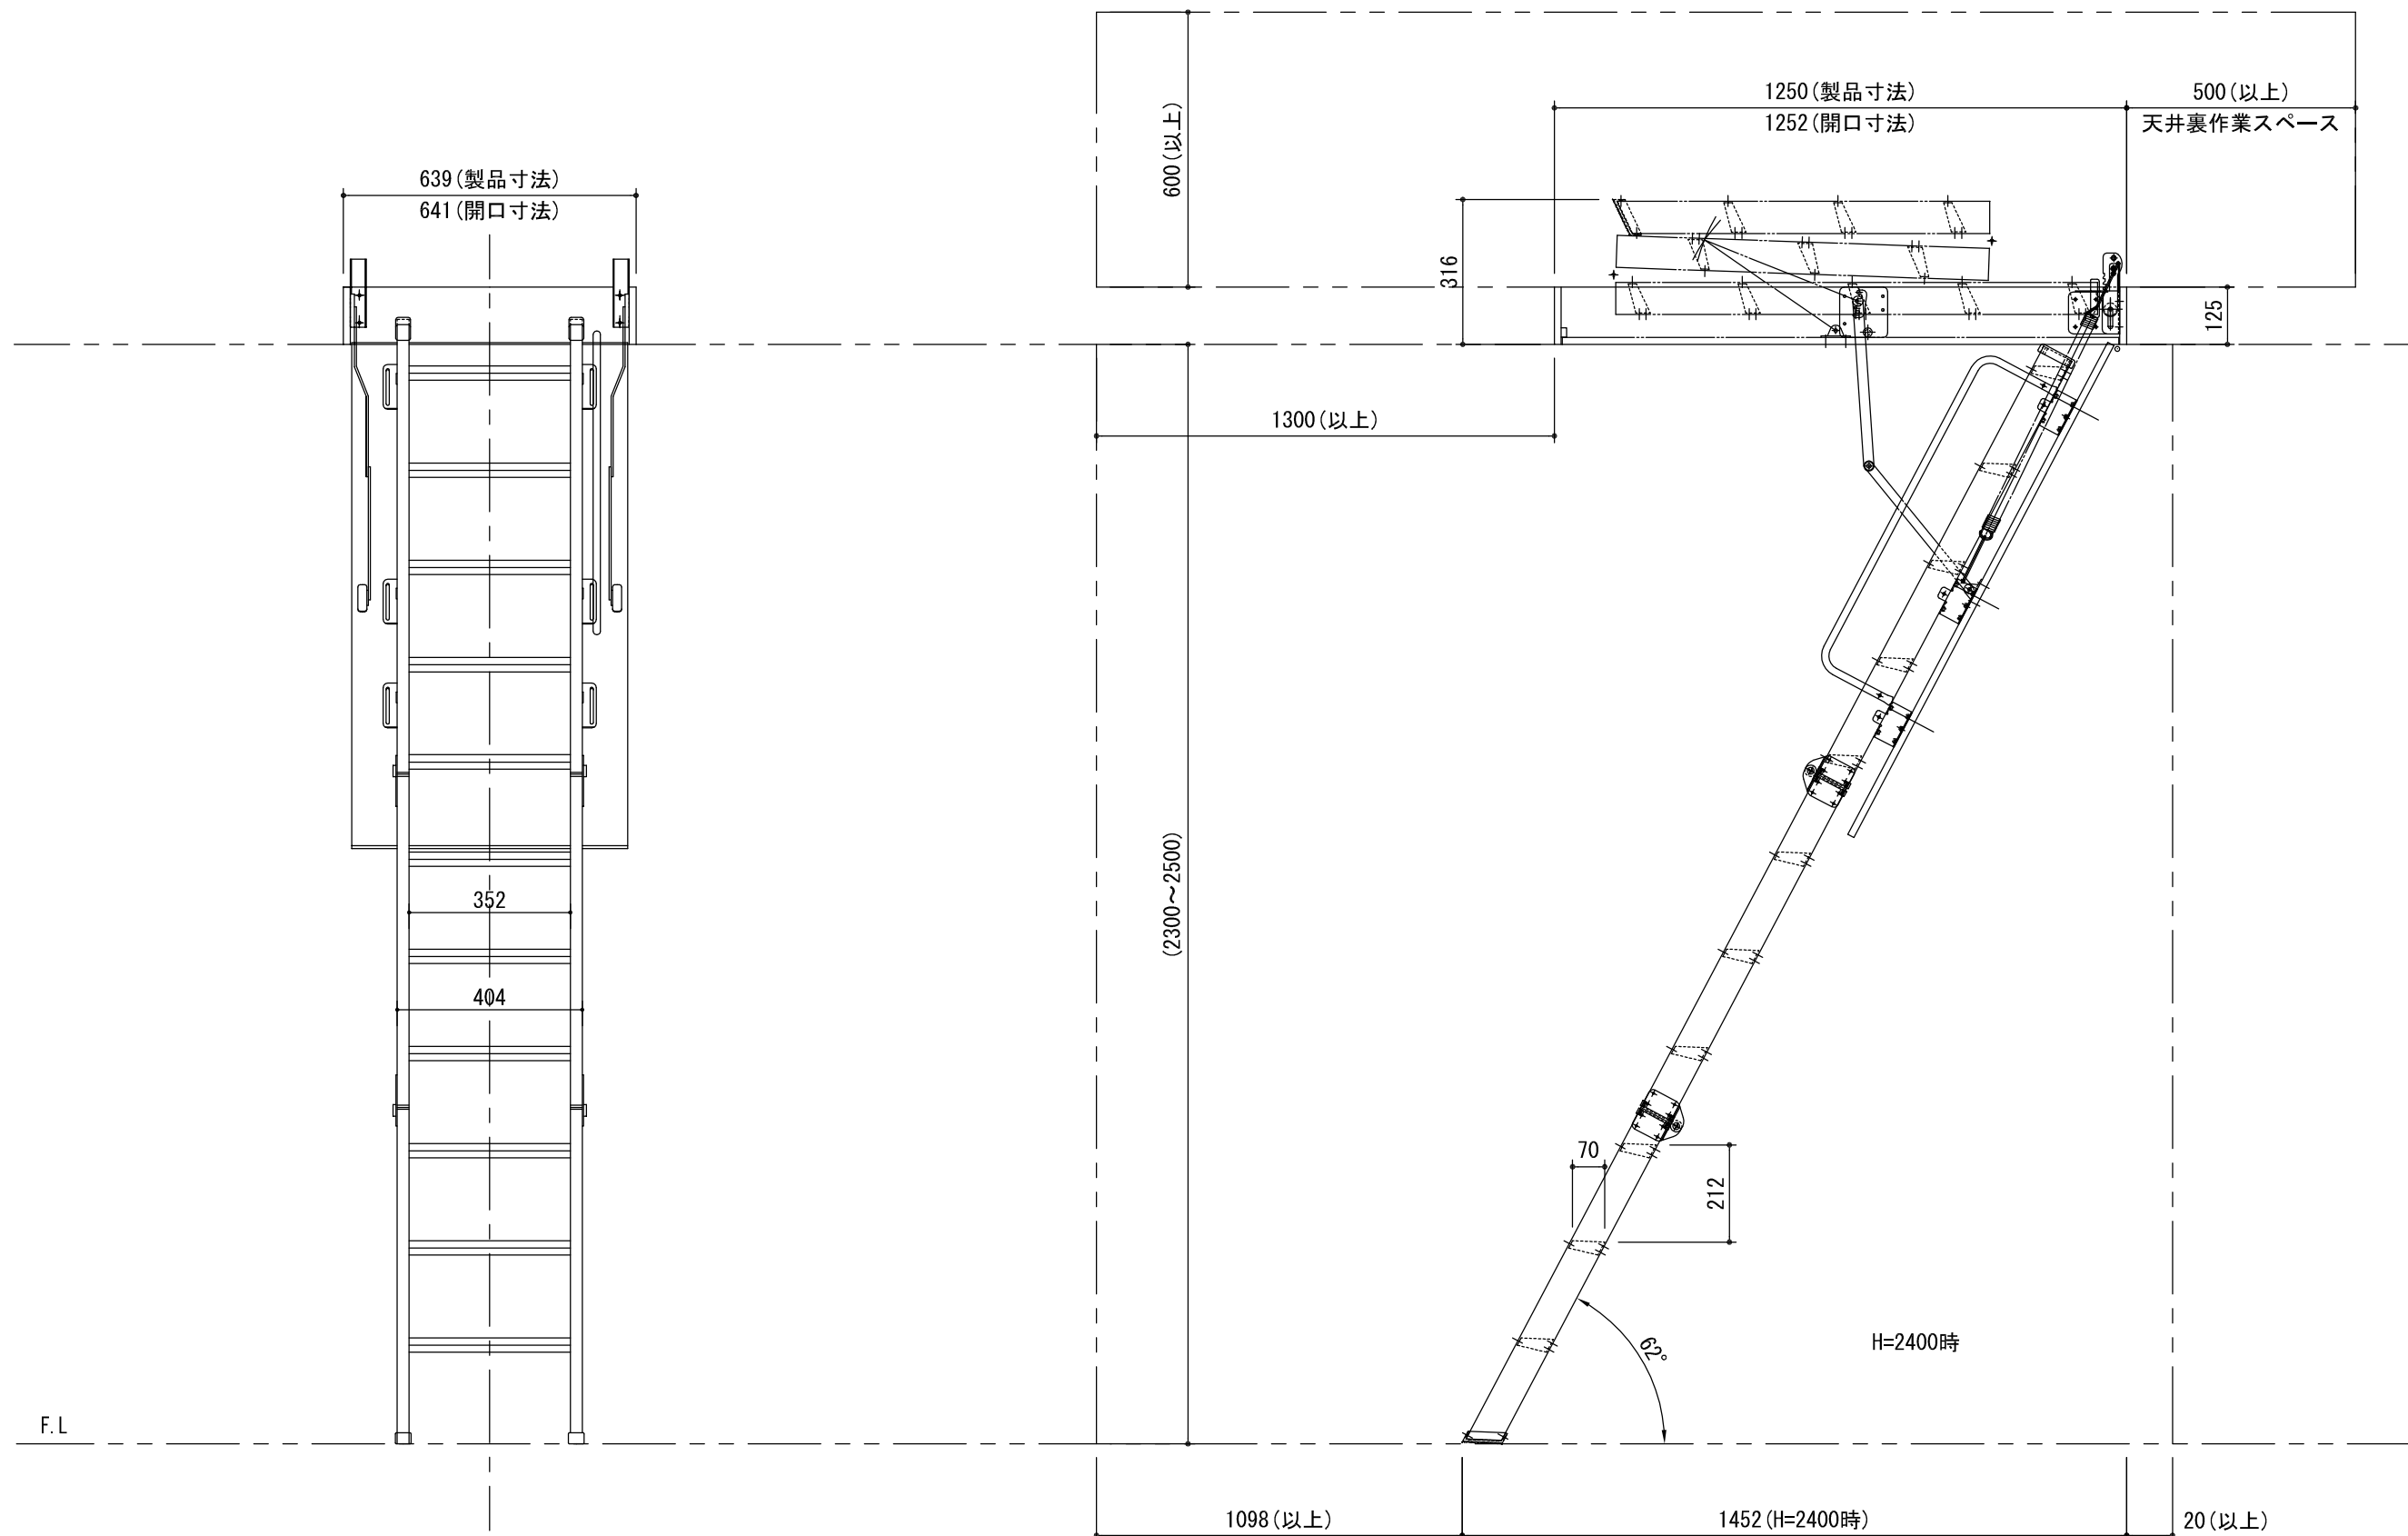 1250(製品寸法)
500(以上)
1252(開口寸法)
天井裏作業スペース
600(以上)
639(製品寸法)
641(開口寸法)
316
125
1300(以上)
(2300～2500)
352
404
70
212
62°
H=2400時
F.L
1098(以上)
1452(H=2400時)
20(以上)